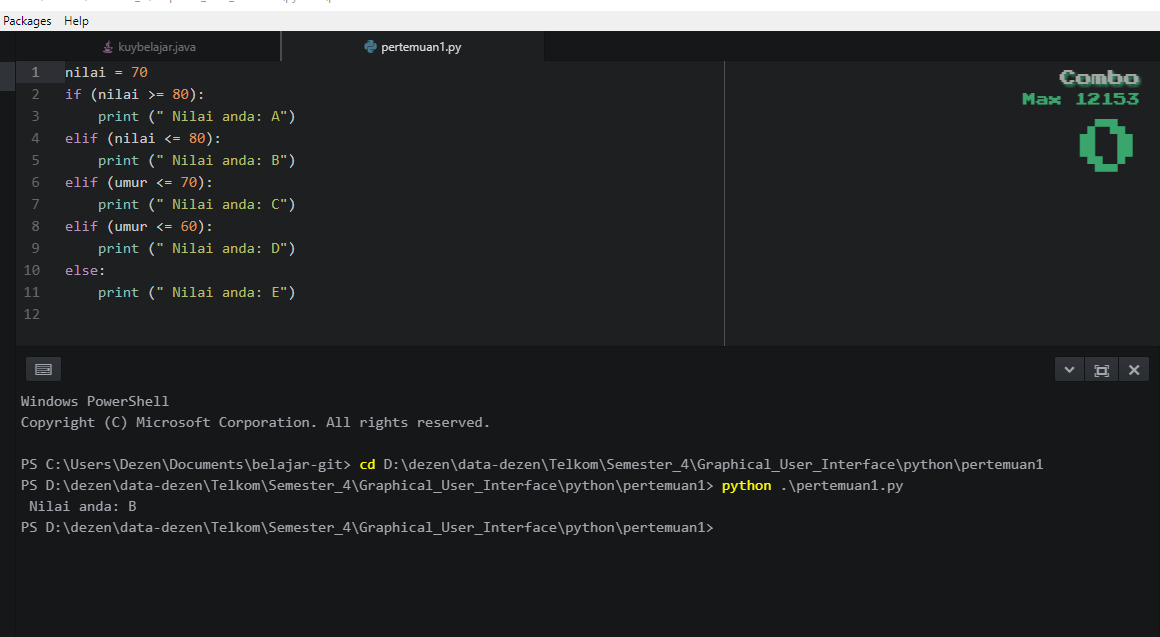 Packages Help
kuybelajar.java pertemuan1.py
1 nilai = 70
2 if (nilai >= 80):
3     print (" Nilai anda: A")
4 elif (nilai <= 80):
5     print (" Nilai anda: B")
6 elif (umur <= 70):
7     print (" Nilai anda: C")
8 elif (umur <= 60):
9     print (" Nilai anda: D")
10 else:
11     print (" Nilai anda: E")
12
Combo
Max 12153
0
Windows PowerShell
Copyright (C) Microsoft Corporation. All rights reserved.
PS C:\Users\Dezen\Documents\belajar-git> cd D:\dezen\data-dezen\Telkom\Semester_4\Graphical_User_Interface\python\pertemuan1
PS D:\dezen\data-dezen\Telkom\Semester_4\Graphical_User_Interface\python\pertemuan1> python .\pertemuan1.py
 Nilai anda: B
PS D:\dezen\data-dezen\Telkom\Semester_4\Graphical_User_Interface\python\pertemuan1>